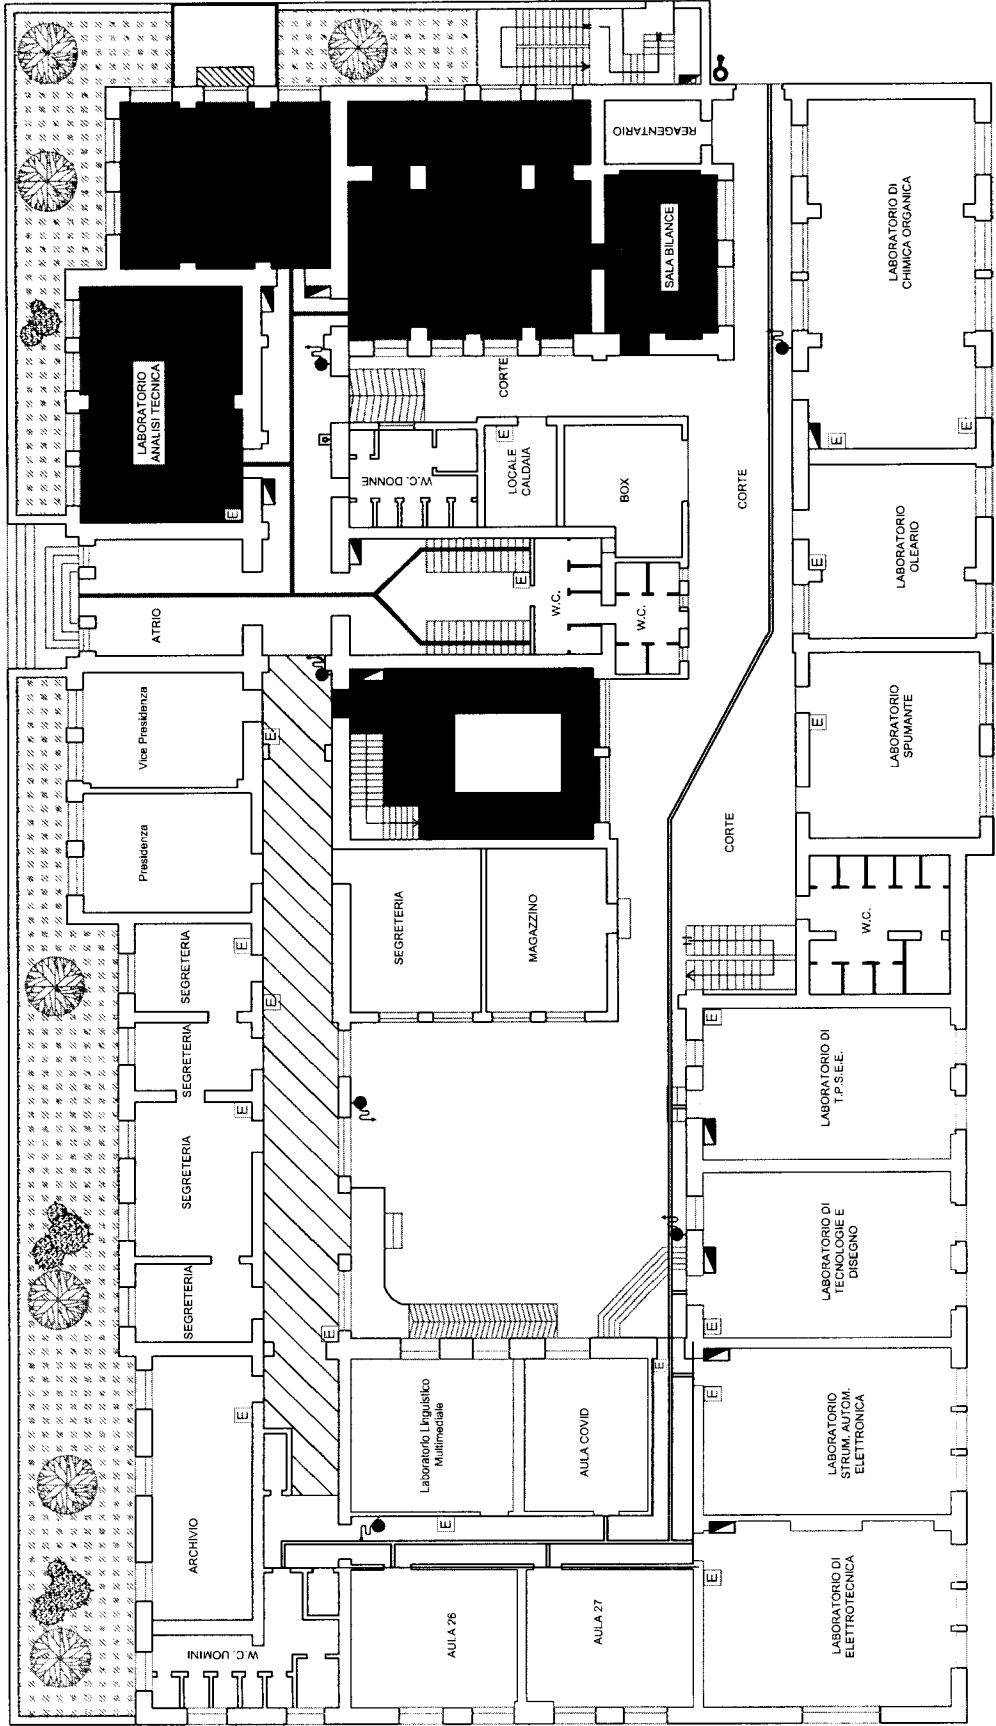 REAGENTARIO
LABORATORIO DI
CHIMICA ORGANICA
SALA BILANCE
LABORATORIO
ANALISI TECNICA
CORTE
E
E
E
W.C. DONNE
LOCALE
CALDAIA
E
BOX
CORTE
LABORATORIO
OLEARIO
E
E
ATRIO
W.C.
W.C.
Vice Presidenza
E
LABORATORIO
SPUMANTE
E
Presidenza
CORTE
SEGRETERIA
MAGAZZINO
W.C.
SEGRETERIA
E
E
E
SEGRETERIA
E
LABORATORIO DI
T.P.S.E.E.
SEGRETERIA
LABORATORIO DI
TECNOLOGIE E
DISEGNO
SEGRETERIA
E
E
E
E
Laboratorio Linguistico
Multimediale
AULA COVID
LABORATORIO
STRUM. AUTOM.
ELETTRONICA
E
ARCHIVIO
E
E
LABORATORIO DI
ELETTROTECNICA
W.C. UOMINI
AULA 26
AULA 27